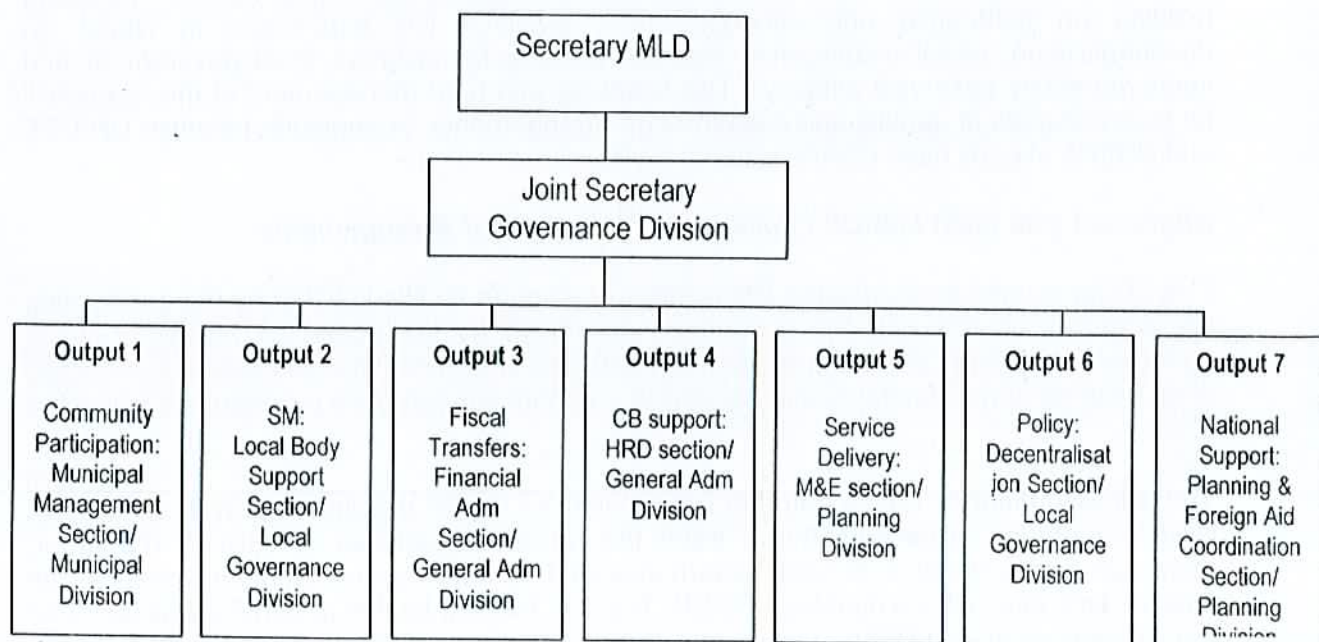 Secretary MLD
Joint Secretary
Governance Division
Output 1
Community
Participation:
Municipal
Management
Section/
Municipal
Division
Output 2
SM:
Local Body
Support
Section/
Local
Governance
Division
Output 3
Fiscal
Transfers:
Financial
Adm
Section/
General Adm
Division
Output 4
CB support:
HRD section/
General Adm
Division
Output 5
Service
Delivery:
M&E section/
Planning
Division
Output 6
Policy:
Decentralisat
ion Section/
Local
Governance
Division
Output 7
National
Support:
Planning &
Foreign Aid
Coordination
Section/
Planning
Division